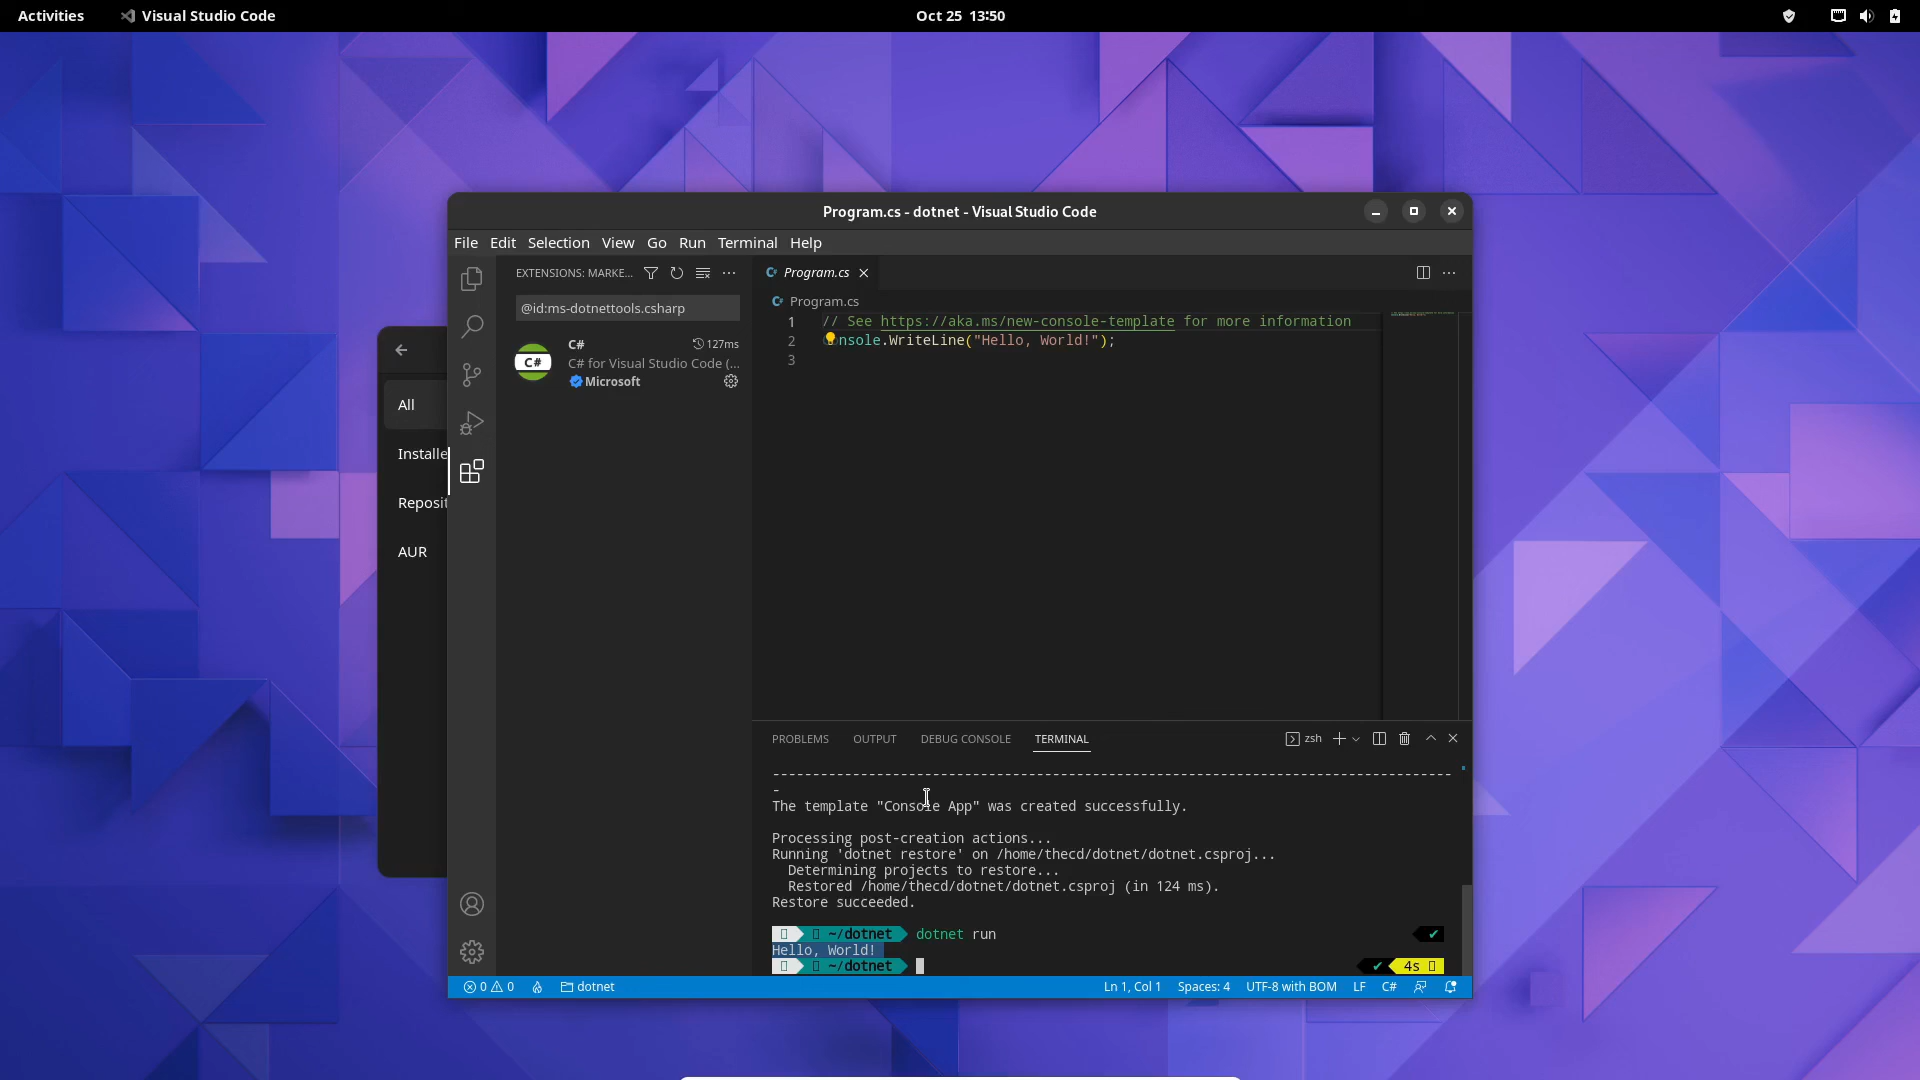 Activities
Visual Studio Code
Oct 25 13:50
Program.cs - dotnet - Visual Studio Code
File Edit Selection View Go Run Terminal Help
EXTENSIONS: MARKE...
@id:ms-dotnettools.csharp
C#
C# 127ms
C# for Visual Studio Code (...
Microsoft
All
Installe
Reposit
AUR
Program.cs
Program.cs
1 // See https://aka.ms/new-console-template for more information
2 nsole.WriteLine("Hello, World!");
3
PROBLEMS OUTPUT DEBUG CONSOLE TERMINAL
zsh
-------------------------------------------------------------------------------------
-
The template "Console App" was created successfully.
Processing post-creation actions...
Running 'dotnet restore' on /home/thecd/dotnet/dotnet.csproj...
Determining projects to restore...
Restored /home/thecd/dotnet/dotnet.csproj (in 124 ms).
Restore succeeded.
~/dotnet dotnet run ✔
Hello, World!
~/dotnet ✔ 4s
0 0 dotnet Ln 1, Col 1 Spaces: 4 UTF-8 with BOM LF C#